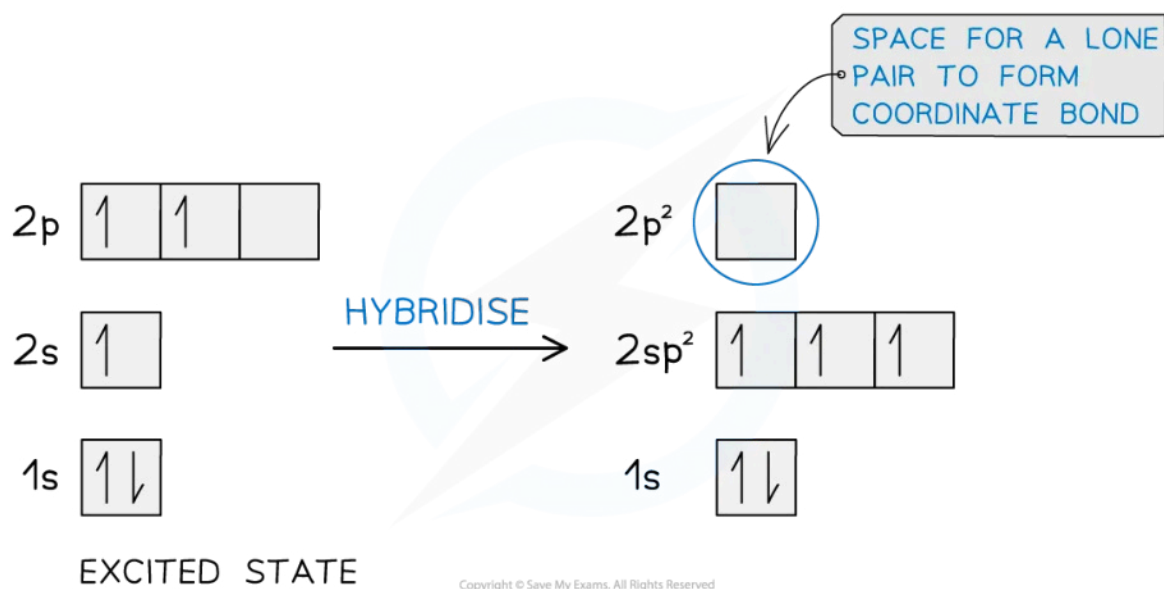 SPACE FOR A LONE
PAIR TO FORM
COORDINATE BOND
2p
2p²
HYBRIDISE
2s
2sp²
1s
1s
EXCITED STATE
Copyright © Save My Exams. All Rights Reserved